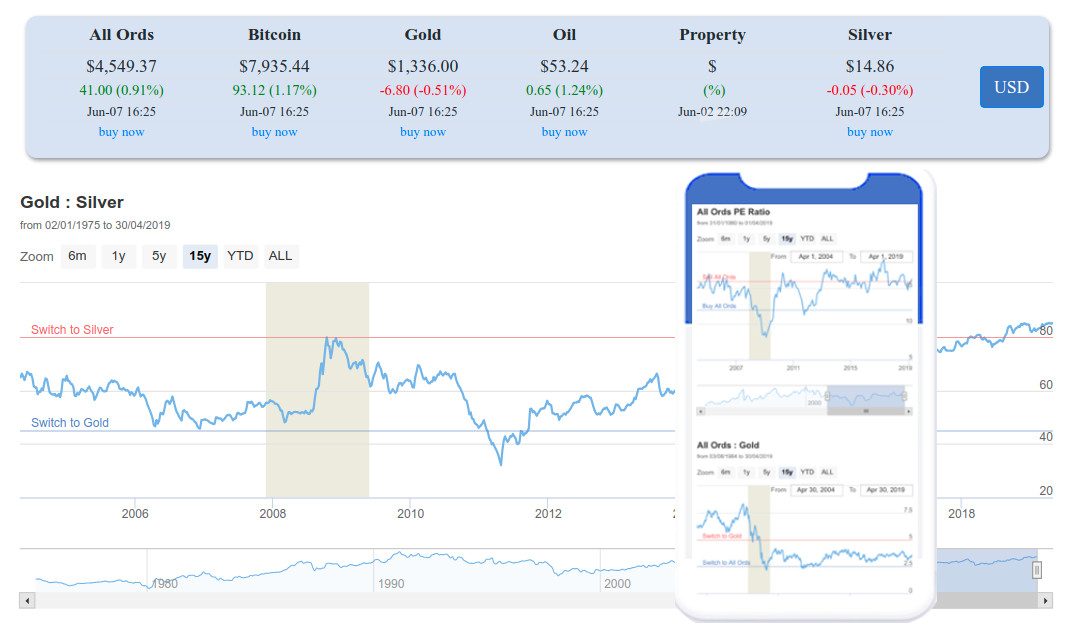 All Ords Bitcoin Gold Oil Property Silver
$4,549.37 $7,935.44 $1,336.00 $53.24 $ $14.86
41.00 (0.91%) 93.12 (1.17%) -6.80 (-0.51%) 0.65 (1.24%) (%) -0.05 (-0.30%)
Jun-07 16:25 Jun-07 16:25 Jun-07 16:25 Jun-07 16:25 Jun-02 22:09 Jun-07 16:25
buy now buy now buy now buy now buy now
USD
Gold : Silver
from 02/01/1975 to 30/04/2019
Zoom 6m 1y 5y 15y YTD ALL
Switch to Silver
Switch to Gold
80
60
40
20
2006 2008 2010 2012 2018
1980 1990 2000
All Ords PE Ratio
Zoom 6m 1y 5y 15y YTD ALL
From Apr 1, 2004 To Apr 1, 2019
Sell All Ords
Buy All Ords
10
5
2007 2011 2015 2019
2000
All Ords : Gold
from 03/08/1984 to 30/04/2019
Zoom 6m 1y 5y 15y YTD ALL
From Apr 30, 2004 To Apr 30, 2019
7.5
Switch to Gold
5
Switch to All Ords
2.5
0
2007 2011 2015 2019